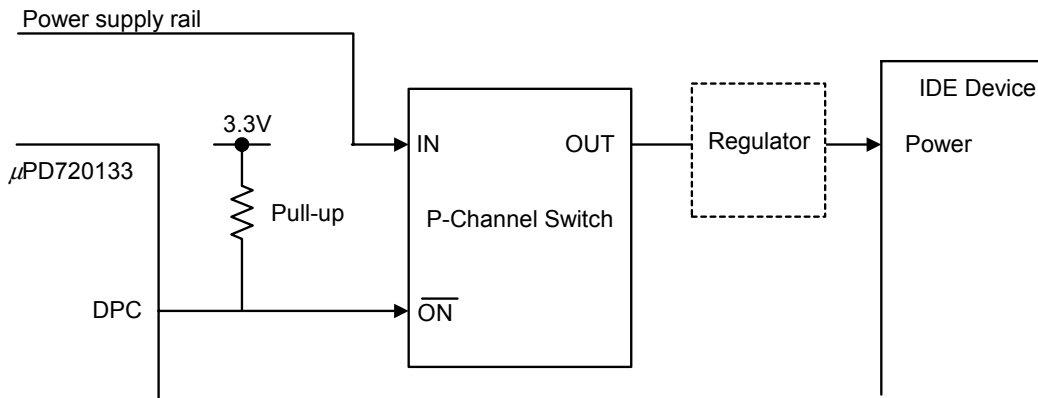 Power supply rail
IDE Device
3.3V
IN
OUT
Regulator
Power
μPD720133
Pull-up
P-Channel Switch
DPC
ON